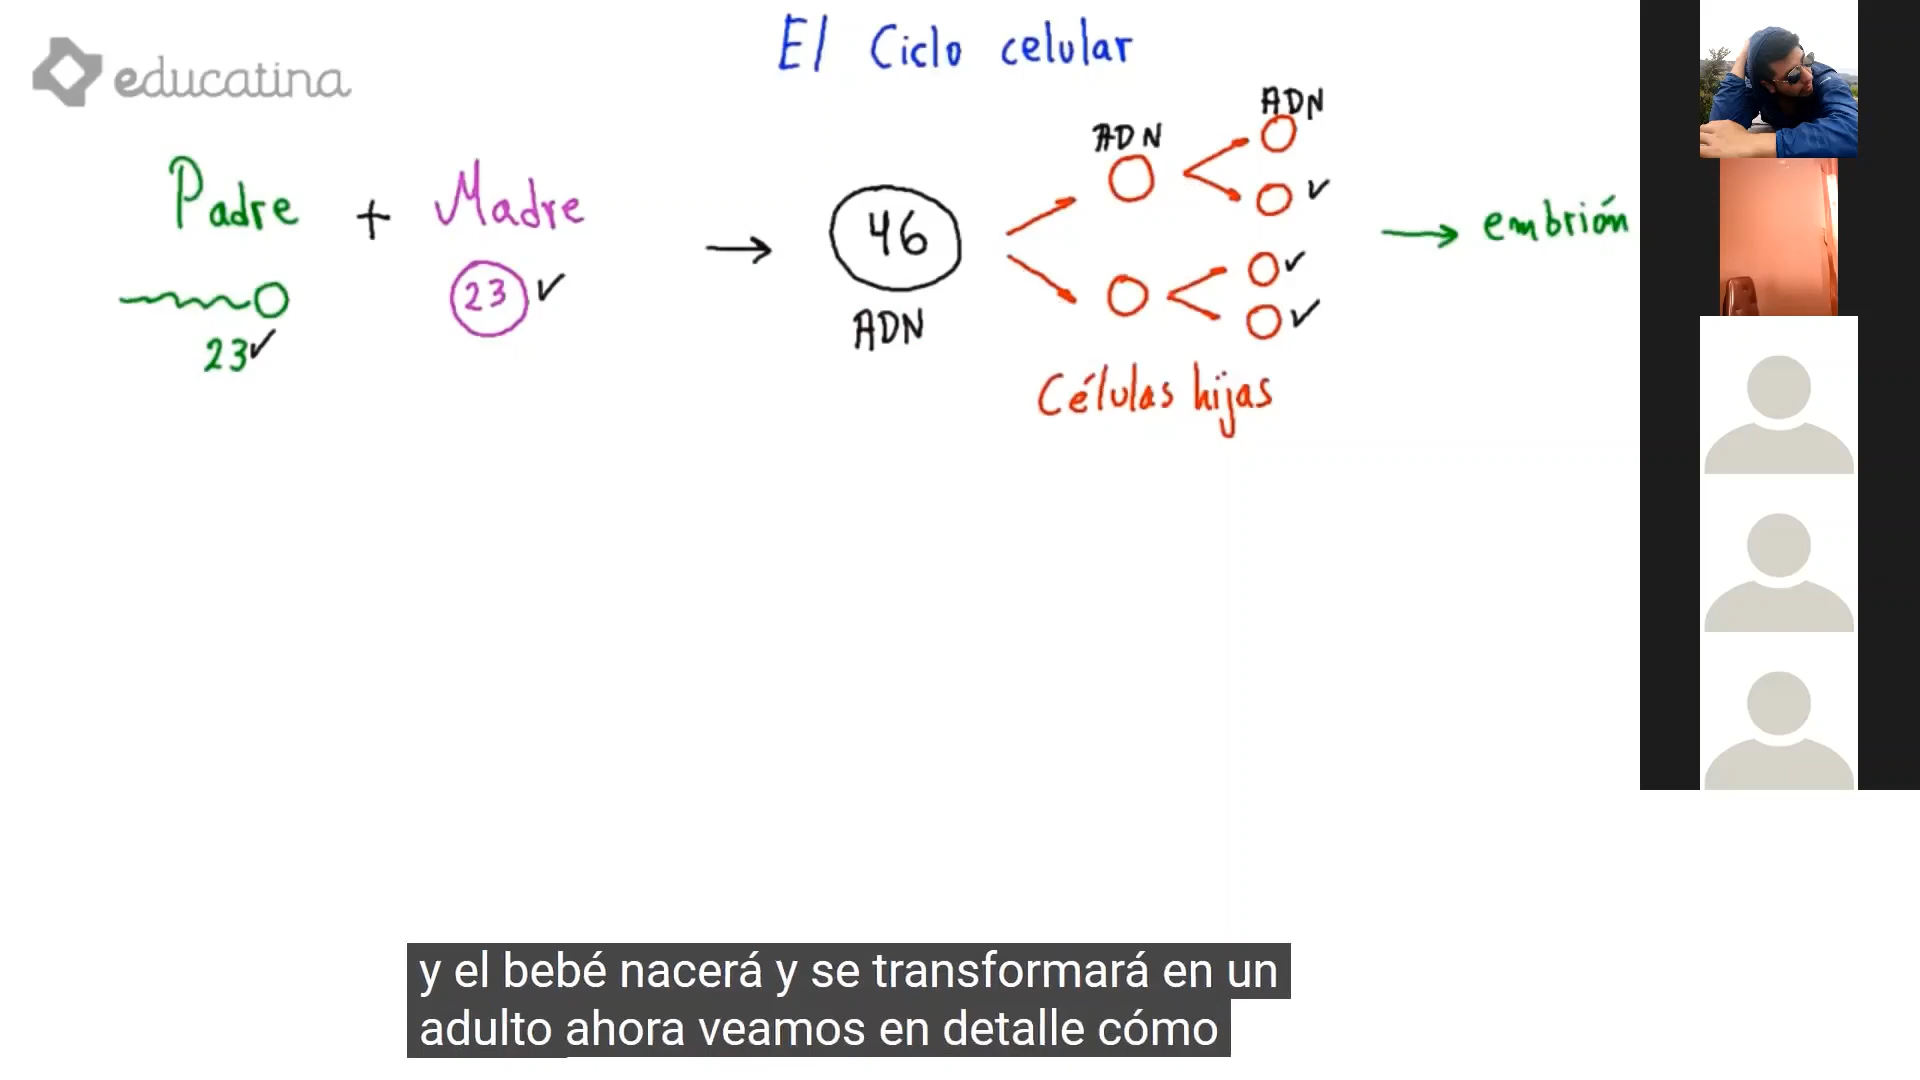 El Ciclo celular
educatina
Padre + Madre
23
23
46
ADN
ADN
ADN
Células hijas
embrión
y el bebé nacerá y se transformará en un
adulto ahora veamos en detalle cómo